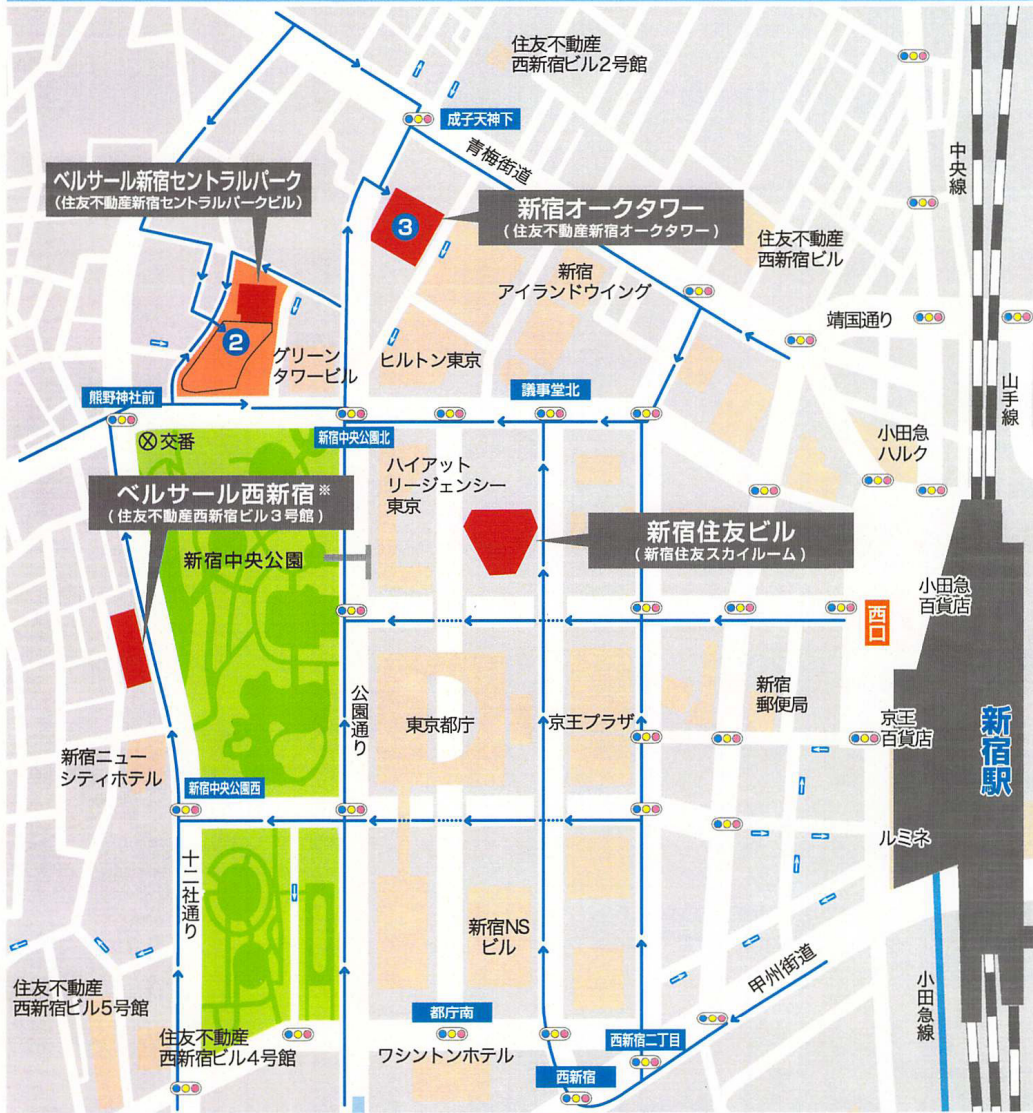 住友不動産
西新宿ビル2号館
成子天神下
青梅街道
中央線
ベルサール新宿セントラルパーク
(住友不動産新宿セントラルパークビル)
3
新宿オークタワー
(住友不動産新宿オークタワー)
住友不動産
西新宿ビル
新宿
アイランドウイング
靖国通り
2
グリーン
タワービル
ヒルトン東京
山手線
熊野神社前
議事堂北
交番
新宿中央公園北
小田急
ハルク
ハイアット
リージェンシー
東京
ベルサール西新宿※
(住友不動産西新宿ビル3号館)
新宿住友ビル
(新宿住友スカイルーム)
新宿中央公園
小田急
百貨店
西口
公園通り
東京都庁
京王プラザ
新宿
郵便局
京王
百貨店
新宿駅
新宿ニュー
シティホテル
新宿中央公園西
ルミネ
十二社通り
新宿NS
ビル
甲州街道
小田急線
住友不動産
西新宿ビル5号館
住友不動産
西新宿ビル4号館
都庁南
ワシントンホテル
西新宿二丁目
西新宿